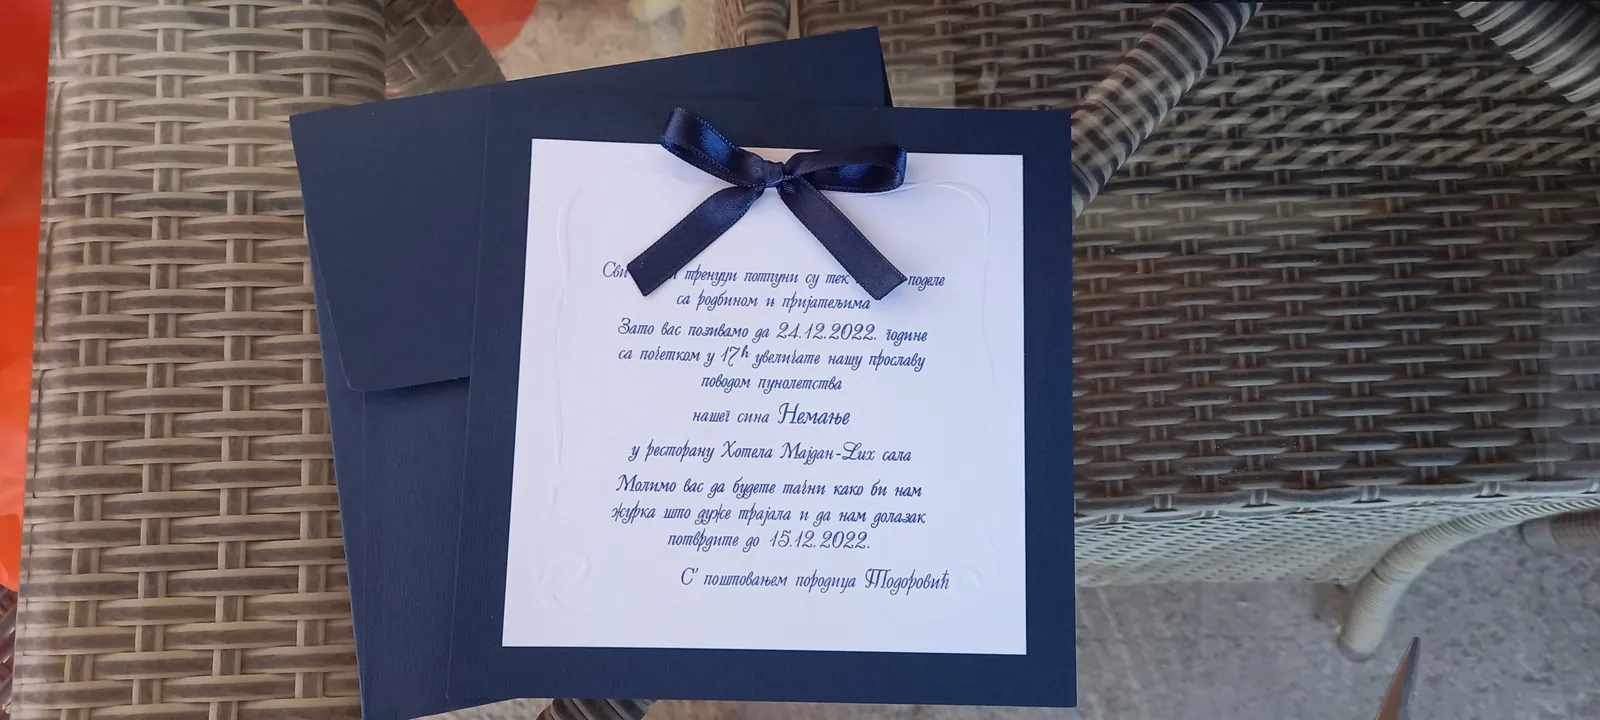 Сви тренуци потпуни су тек поделе
са родбином и пријатељима
Зато вас позивамо да 24.12.2022. године
са почетком у 17h увеличате нашу прославу
поводом пунолетства
нашег сина Немање
у ресторану Хотела Мајдан-Lux сала
Молимо вас да будете тачни како би нам
журка што дуже трајала и да нам долазак
потврдите до 15.12.2022.
С' поштовањем породица Тодоровић